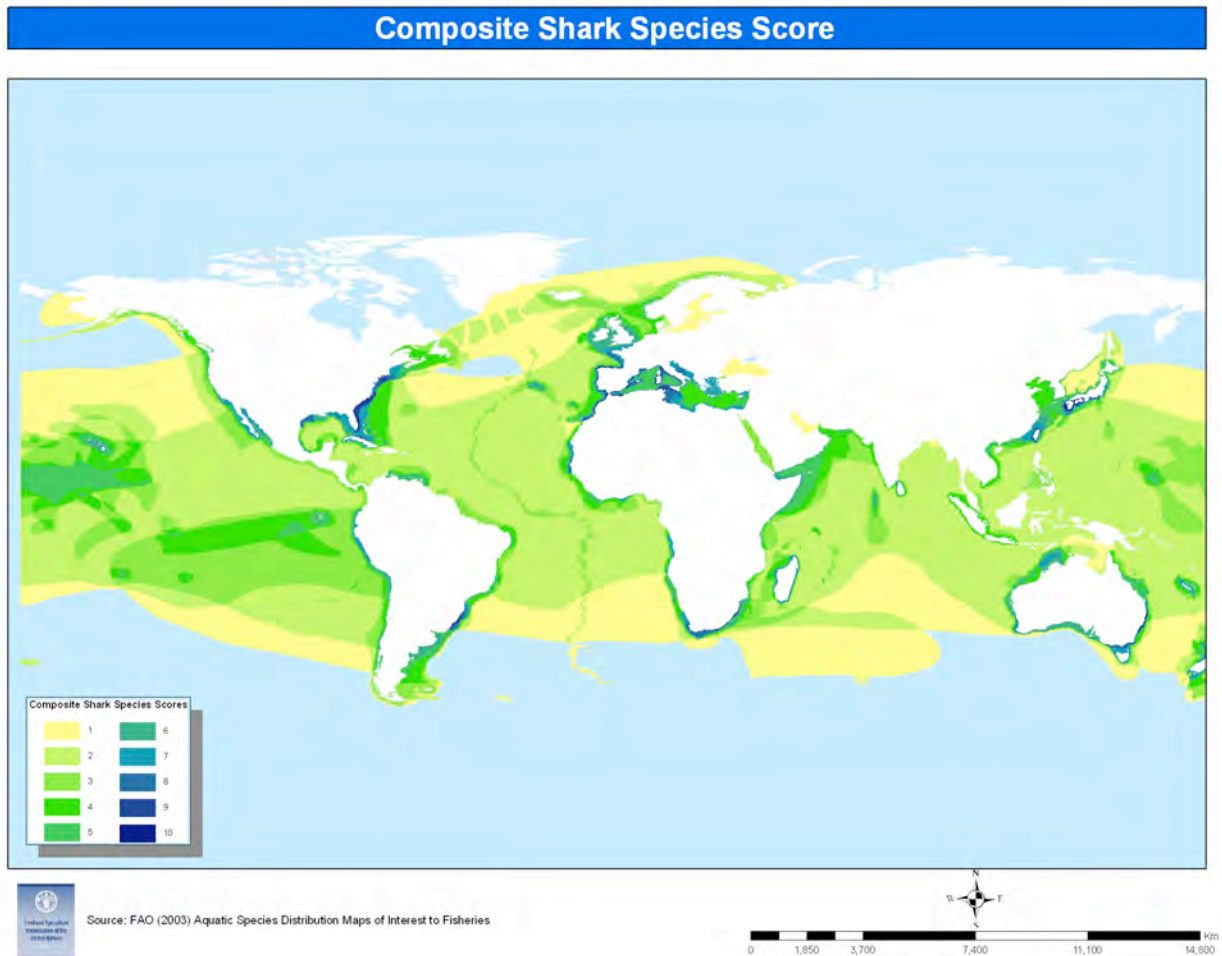 Composite Shark Species Score
Composite Shark Species Scores
1
2
3
4
5
6
7
8
9
10
Source: FAO (2003) Aquatic Species Distribution Maps of Interest to Fisheries
N
W
E
S
Km
0
1,850
3,700
7,400
11,100
14,800